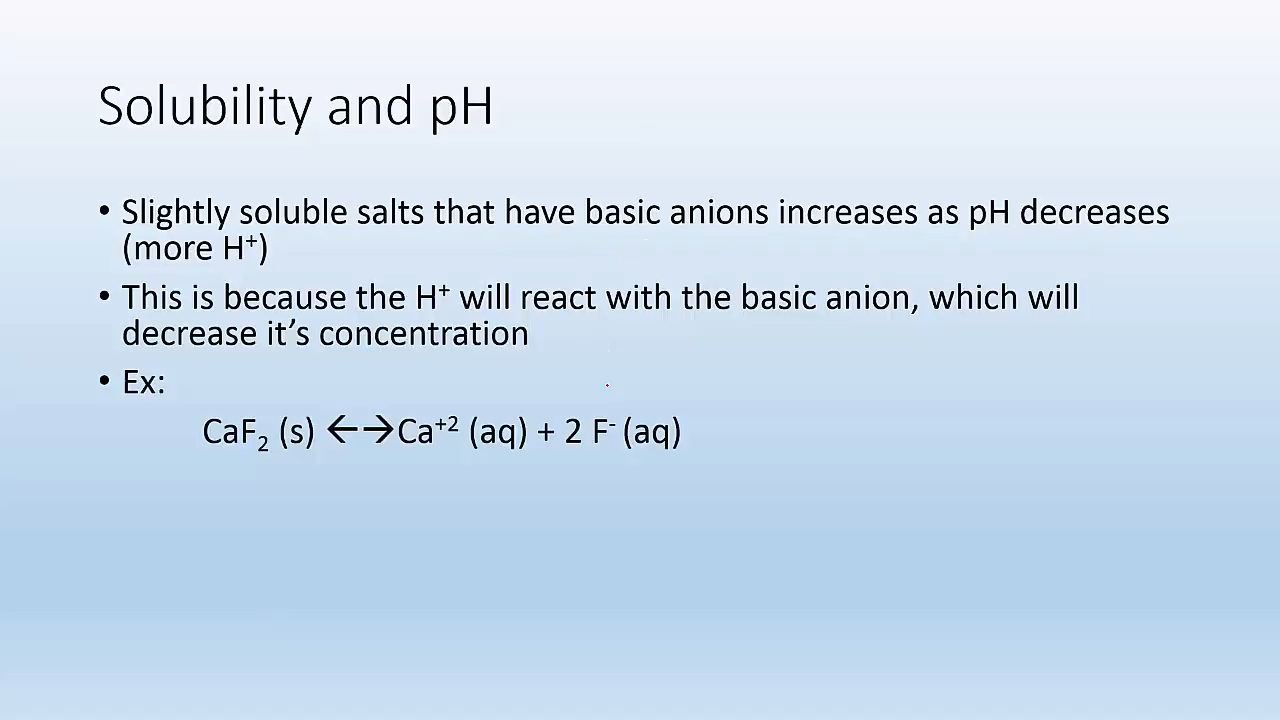 Solubility and pH
• Slightly soluble salts that have basic anions increases as pH decreases
(more H⁺)
• This is because the H⁺ will react with the basic anion, which will
decrease it’s concentration
• Ex:
CaF₂ (s) ←→Ca⁺² (aq) + 2 F⁻ (aq)